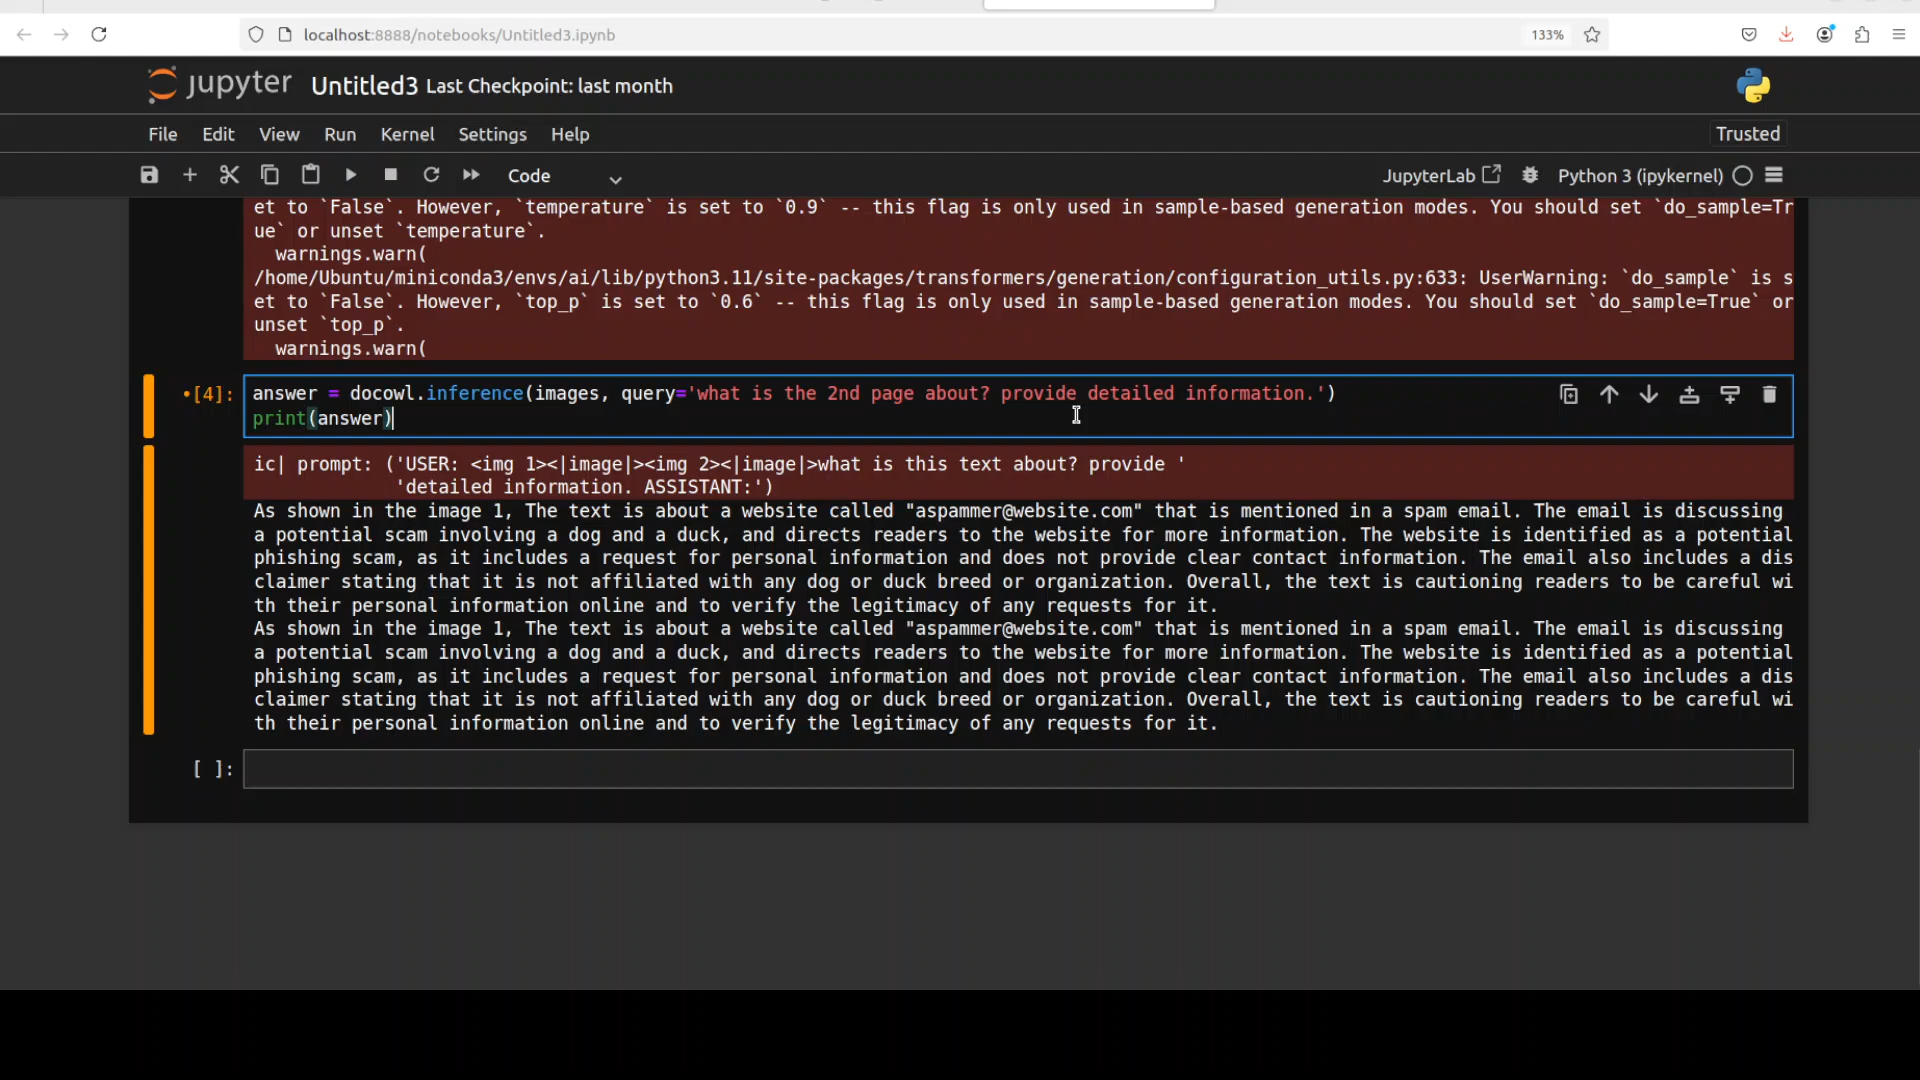 localhost:8888/notebooks/Untitled3.ipynb
133%
jupyter Untitled3 Last Checkpoint: last month
File Edit View Run Kernel Settings Help
Trusted
Code
JupyterLab
Python 3 (ipykernel)
et to `False`. However, `temperature` is set to `0.9` -- this flag is only used in sample-based generation modes. You should set `do_sample=Tr
ue` or unset `temperature`.
warnings.warn(
/home/Ubuntu/miniconda3/envs/ai/lib/python3.11/site-packages/transformers/generation/configuration_utils.py:633: UserWarning: `do_sample` is s
et to `False`. However, `top_p` is set to `0.6` -- this flag is only used in sample-based generation modes. You should set `do_sample=True` or
unset `top_p`.
warnings.warn(
•[4]:
answer = docowl.inference(images, query='what is the 2nd page about? provide detailed information.')
print(answer)
ic| prompt: ('USER: <img 1><|image|><img 2><|image|>what is this text about? provide '
'detailed information. ASSISTANT:')
As shown in the image 1, The text is about a website called "aspammer@website.com" that is mentioned in a spam email. The email is discussing
a potential scam involving a dog and a duck, and directs readers to the website for more information. The website is identified as a potential
phishing scam, as it includes a request for personal information and does not provide clear contact information. The email also includes a dis
claimer stating that it is not affiliated with any dog or duck breed or organization. Overall, the text is cautioning readers to be careful wi
th their personal information online and to verify the legitimacy of any requests for it.
As shown in the image 1, The text is about a website called "aspammer@website.com" that is mentioned in a spam email. The email is discussing
a potential scam involving a dog and a duck, and directs readers to the website for more information. The website is identified as a potential
phishing scam, as it includes a request for personal information and does not provide clear contact information. The email also includes a dis
claimer stating that it is not affiliated with any dog or duck breed or organization. Overall, the text is cautioning readers to be careful wi
th their personal information online and to verify the legitimacy of any requests for it.
[ ]: